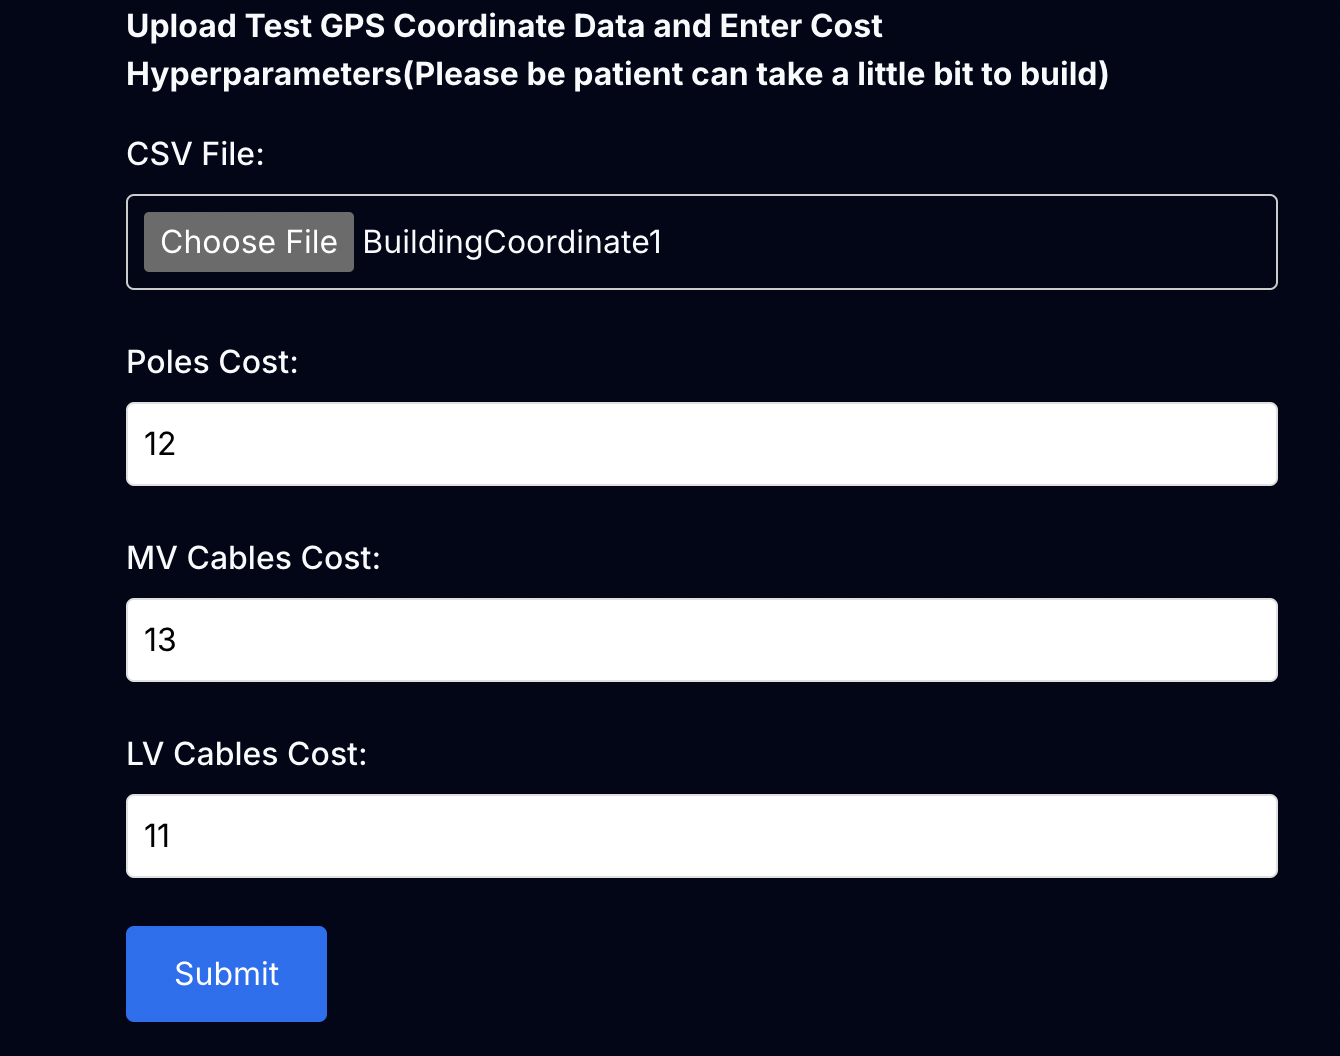 Upload Test GPS Coordinate Data and Enter Cost
Hyperparameters(Please be patient can take a little bit to build)
CSV File:
Choose File BuildingCoordinate1
Poles Cost:
12
MV Cables Cost:
13
LV Cables Cost:
11
Submit